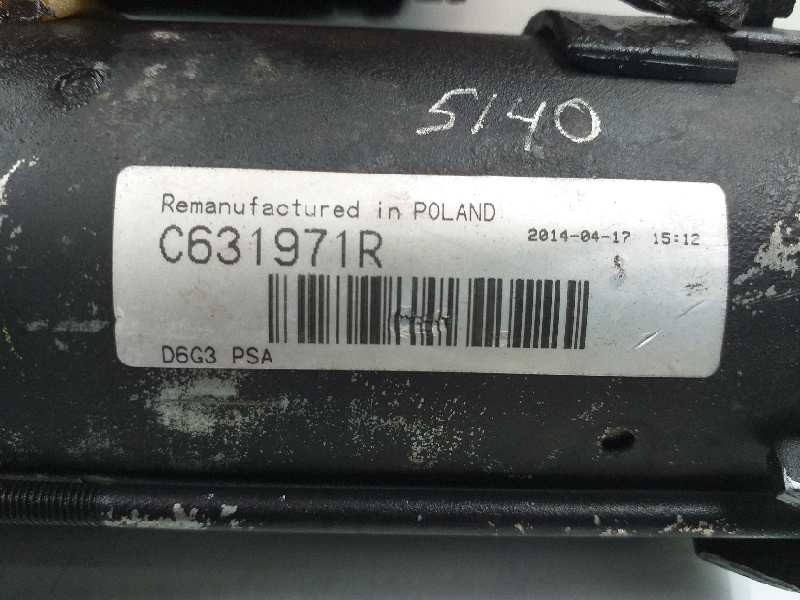 5140
Remanufactured in POLAND
C631971R
2014-04-17 15:12
D6G3 PSA